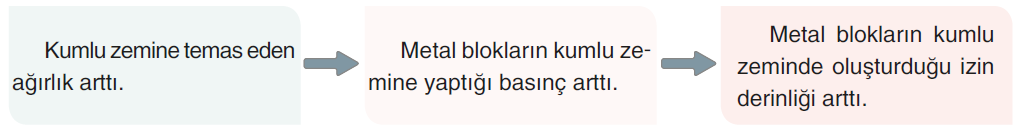 Kumlu zemine temas eden
ağırlık arttı.
Metal blokların kumlu ze-
mine yaptığı basınç arttı.
Metal blokların kumlu
zeminde oluşturduğu izin
derinliği arttı.